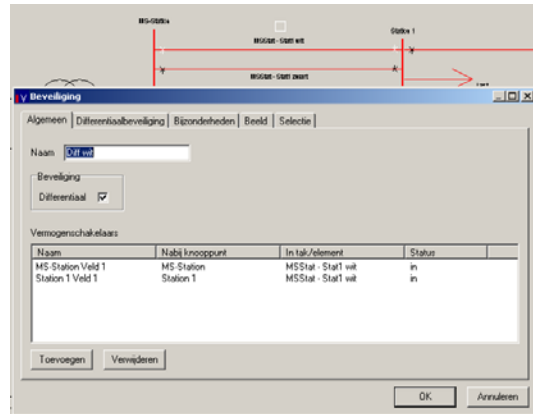 MS-Station
Station 1
MSStat - Stat1 wit
MSStat - Stat1 zwart
Beveiliging
Algemeen Differentiaalbeveiliging Bijzonderheden Beeld Selectie
Naam Diff wit
Beveiliging
Differentiaal
Vermogenschakelaars
Naam Nabij knooppunt In tak/element Status
MS-Station Veld 1 MS-Station MSStat - Stat1 wit in
Station 1 Veld 1 Station 1 MSStat - Stat1 wit in
Toevoegen Verwijderen
OK Annuleren